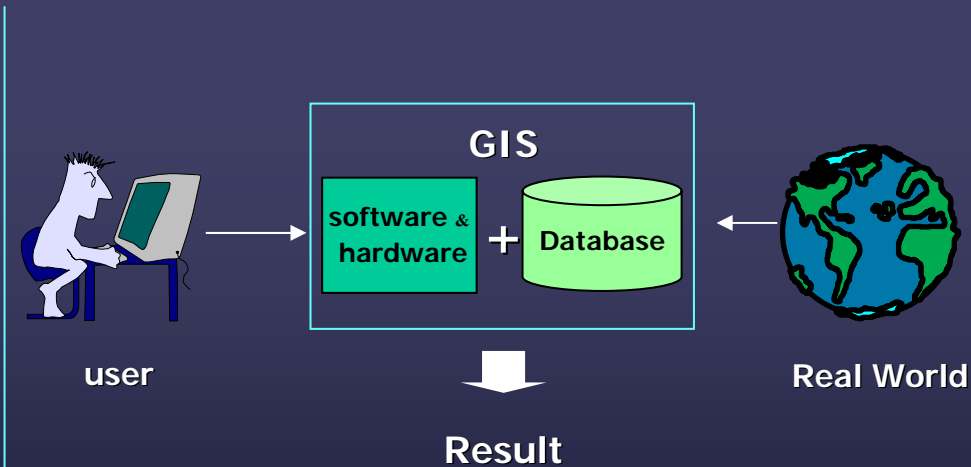 GIS
software &
hardware
+
Database
user
Real World
Result